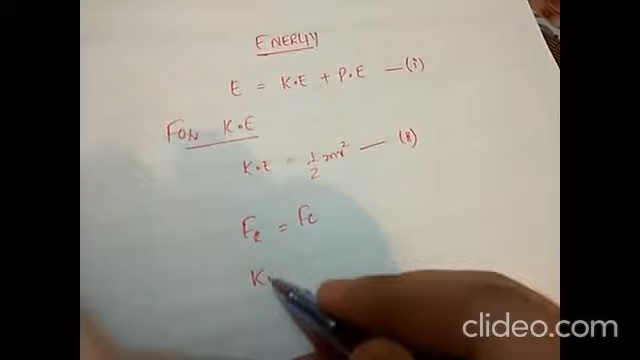 ENERGY
E = K.E + P.E —(i)
FOR K.E
K.E = 1/2 mv² — (ii)
Fe = Fc
K
clideo.com